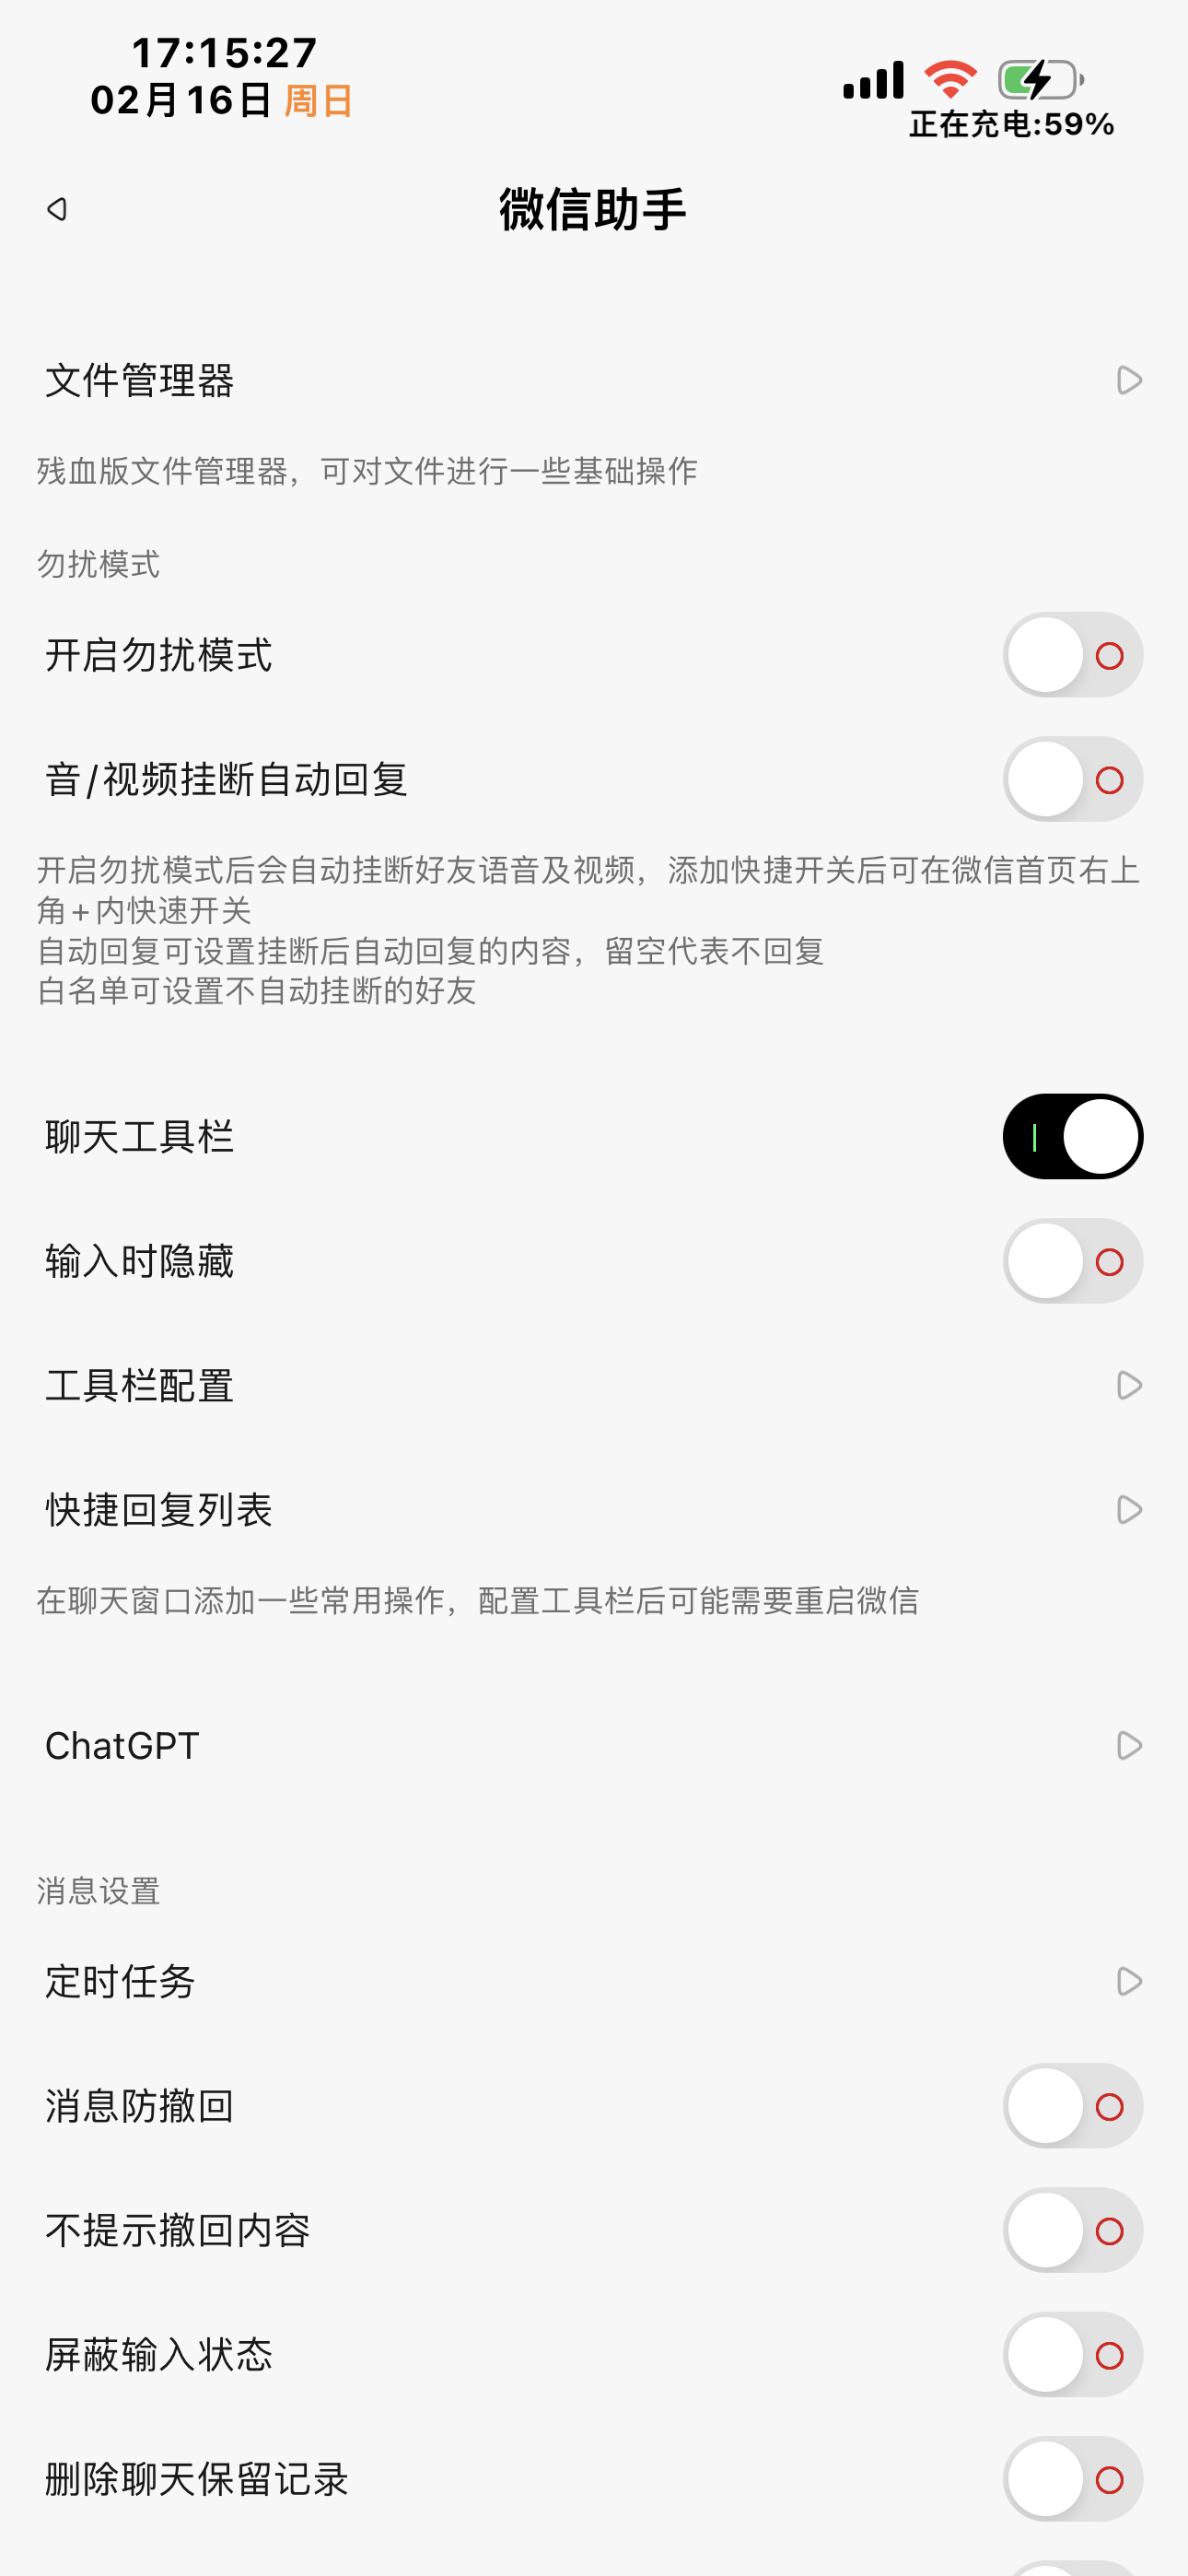 17:15:27
02月16日 周日
正在充电:59%
微信助手
文件管理器
残血版文件管理器，可对文件进行一些基础操作
勿扰模式
开启勿扰模式
音/视频挂断自动回复
开启勿扰模式后会自动挂断好友语音及视频，添加快捷开关后可在微信首页右上
角+内快速开关
自动回复可设置挂断后自动回复的内容，留空代表不回复
白名单可设置不自动挂断的好友
聊天工具栏
输入时隐藏
工具栏配置
快捷回复列表
在聊天窗口添加一些常用操作，配置工具栏后可能需要重启微信
ChatGPT
消息设置
定时任务
消息防撤回
不提示撤回内容
屏蔽输入状态
删除聊天保留记录